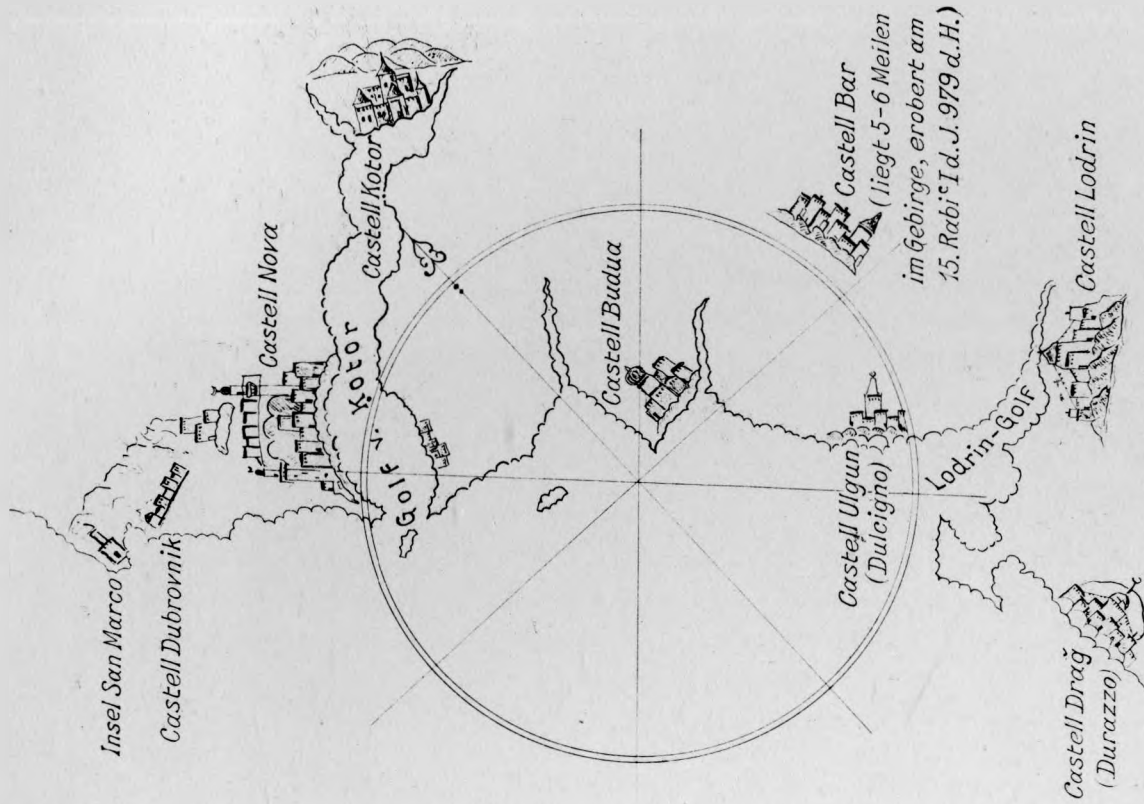 Insel San Marco
Castell Dubrovnik
Castell Nova
Golf v. Kotor
Castell Kotor
Castell Budua
Castell Bar
(liegt 5-6 Meilen
im Gebirge, erobert am
15. Rabiʿ I d. J. 979 d. H.)
Castell Ulgun
(Dulcigno)
Lodrin-Golf
Castell Lodrin
Castell Drağ
(Durazzo)